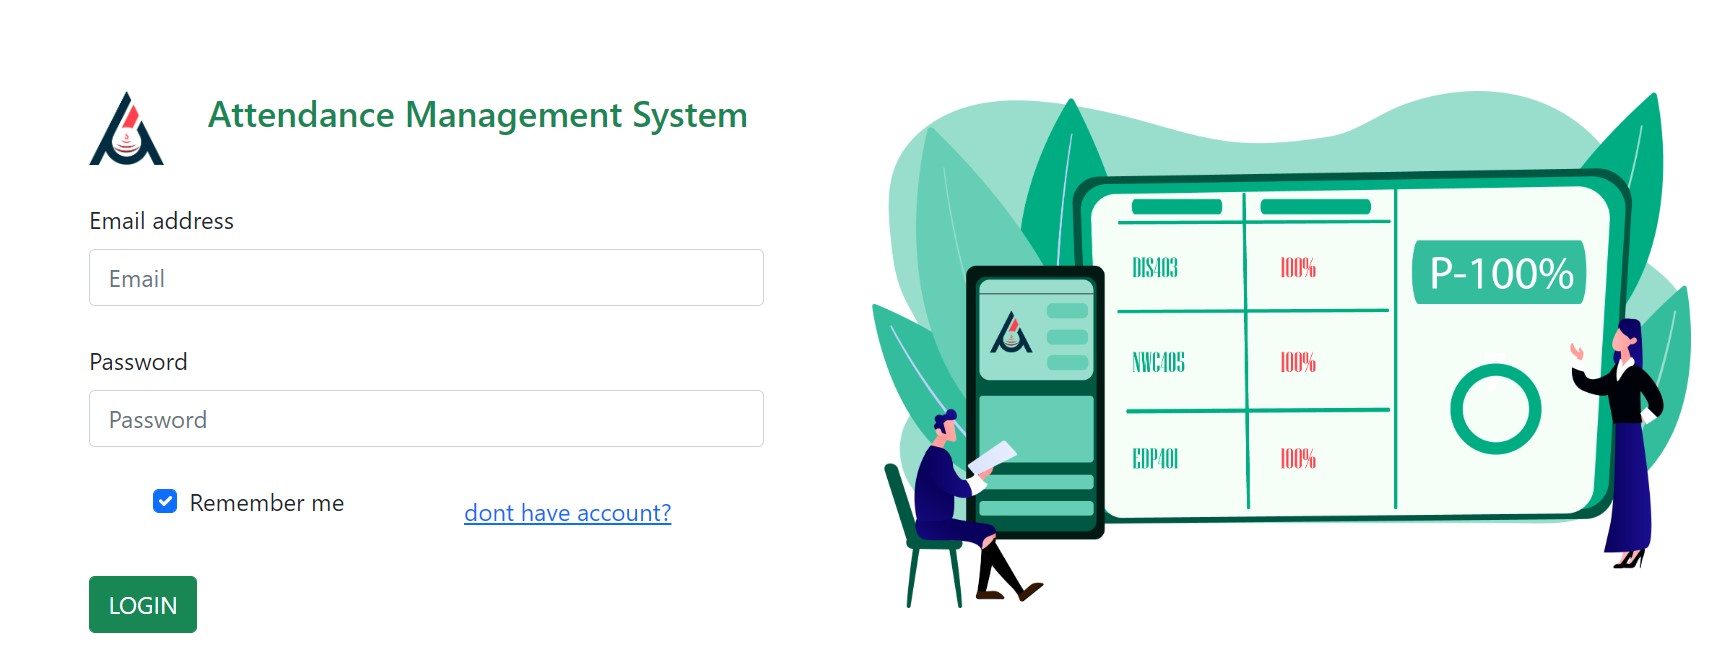 Attendance Management System
Email address
Email
Password
Password
Remember me
dont have account?
LOGIN
DIS403 100%
NWC405 100%
EDP401 100%
P-100%